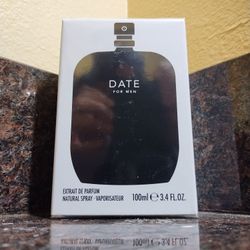 DATE
FOR MEN
EXTRAIT DE PARFUM
NATURAL SPRAY · VAPORISATEUR
100ml ℮ 3.4 FL.OZ.